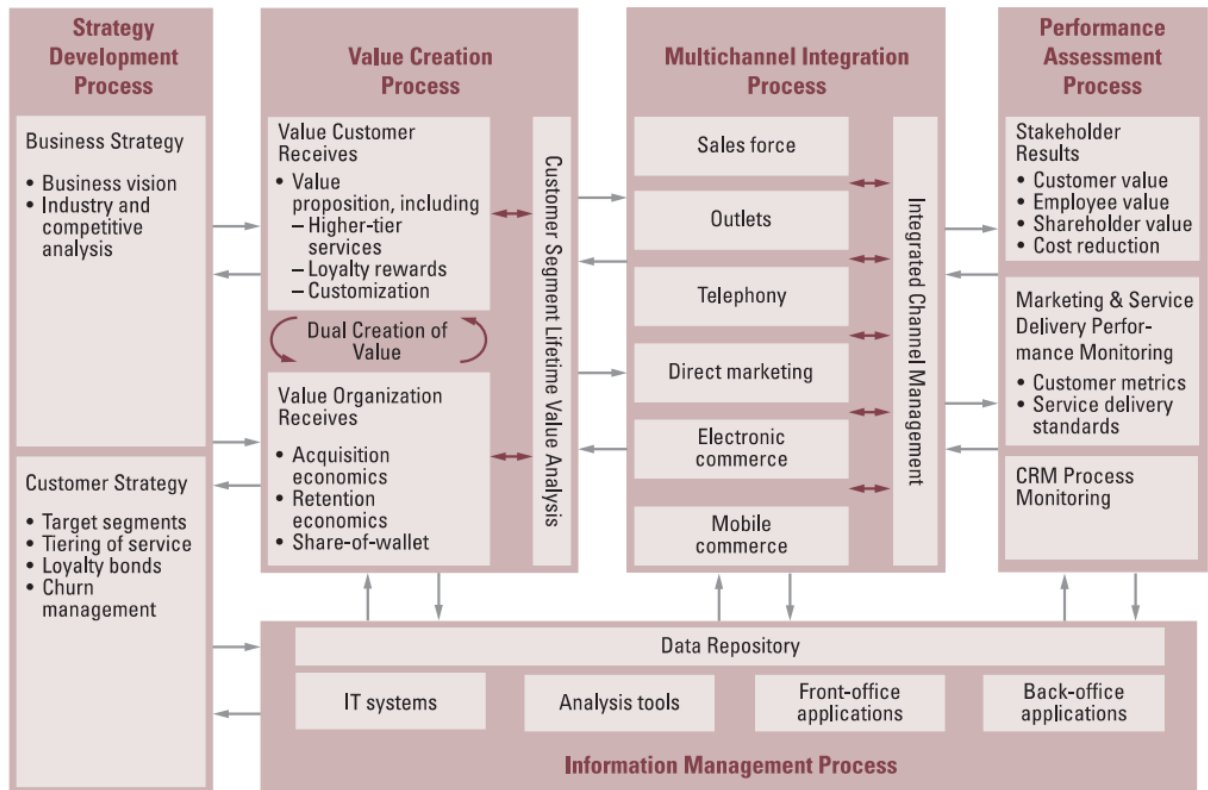 Strategy
Development
Process
Business Strategy
• Business vision
• Industry and
competitive
analysis
Customer Strategy
• Target segments
• Tiering of service
• Loyalty bonds
• Churn
management
Value Creation
Process
Value Customer
Receives
• Value
proposition, including
– Higher-tier
services
– Loyalty rewards
– Customization
Dual Creation of
Value
Value Organization
Receives
• Acquisition
economics
• Retention
economics
• Share-of-wallet
Customer Segment Lifetime Value Analysis
Multichannel Integration
Process
Sales force
Outlets
Telephony
Direct marketing
Electronic
commerce
Mobile
commerce
Integrated Channel Management
Performance
Assessment
Process
Stakeholder
Results
• Customer value
• Employee value
• Shareholder value
• Cost reduction
Marketing & Service
Delivery Perfor-
mance Monitoring
• Customer metrics
• Service delivery
standards
CRM Process
Monitoring
Data Repository
IT systems
Analysis tools
Front-office
applications
Back-office
applications
Information Management Process